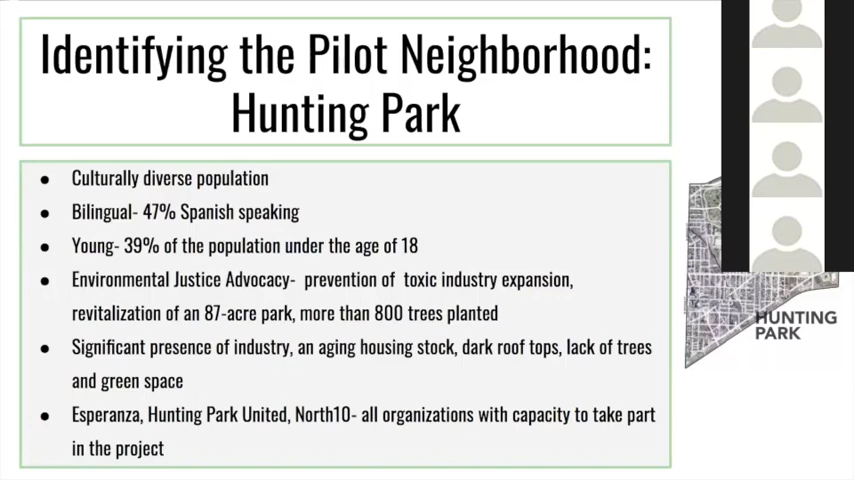 Identifying the Pilot Neighborhood:
Hunting Park
● Culturally diverse population
● Bilingual- 47% Spanish speaking
● Young- 39% of the population under the age of 18
● Environmental Justice Advocacy- prevention of toxic industry expansion,
revitalization of an 87-acre park, more than 800 trees planted
● Significant presence of industry, an aging housing stock, dark roof tops, lack of trees
and green space
● Esperanza, Hunting Park United, North10- all organizations with capacity to take part
in the project
HUNTING
PARK